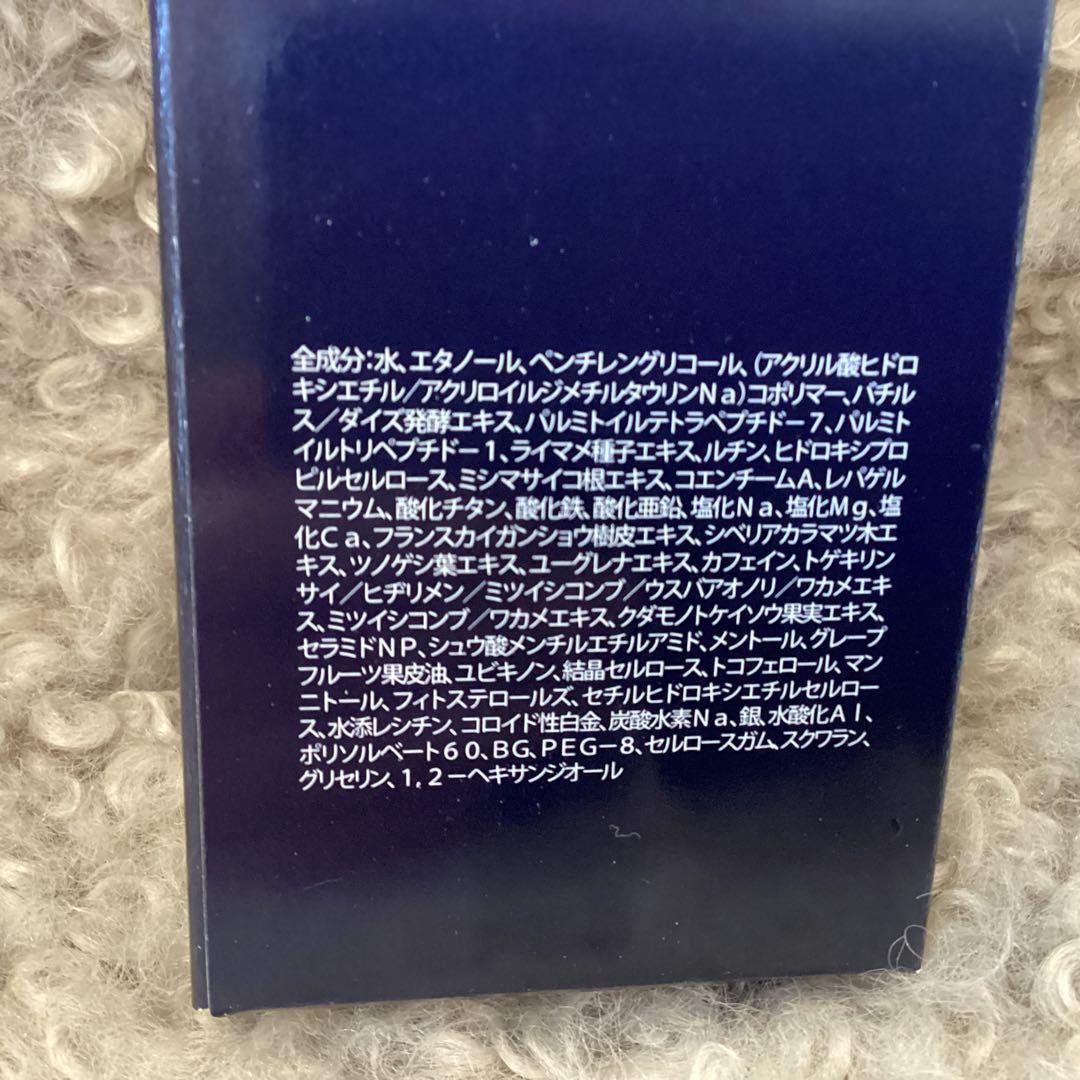 全成分：水、エタノール、ペンチレングリコール、（アクリル酸ヒドロ
キシエチル／アクリロイルジメチルタウリンＮａ）コポリマー、バチル
ス／ダイズ発酵エキス、パルミトイルテトラペプチドー７、パルミト
イルトリペプチドー１、ライマメ種子エキス、ルチン、ヒドロキシプロ
ピルセルロース、ミシマサイコ根エキス、コエンチームＡ、レパゲル
マニウム、酸化チタン、酸化鉄、酸化亜鉛、塩化Ｎａ、塩化Ｍｇ、塩
化Ｃａ、フランスカイガンショウ樹皮エキス、シベリアカラマツ木エ
キス、ツノゲシ葉エキス、ユーグレナエキス、カフェイン、トゲキリン
サイ／ヒヂリメン／ミツイシコンブ／ウスバアオノリ／ワカメエキ
ス、ミツイシコンブ／ワカメエキス、クダモノトケイソウ果実エキス、
セラミドＮＰ、シュウ酸メンチルエチルアミド、メントール、グレープ
フルーツ果皮油、ユビキノン、結晶セルロース、トコフェロール、マン
ニトール、フィトステロールズ、セチルヒドロキシエチルセルロー
ス、水添レシチン、コロイド性白金、炭酸水素Ｎａ、銀、水酸化Ａｌ、
ポリソルベート６０、ＢＧ、ＰＥＧ－８、セルロースガム、スクワラン、
グリセリン、１，２－ヘキサンジオール